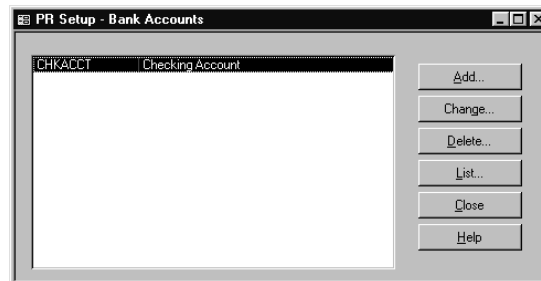 PR Setup - Bank Accounts
CHKACCT Checking Account
Add...
Change...
Delete...
List...
Close
Help